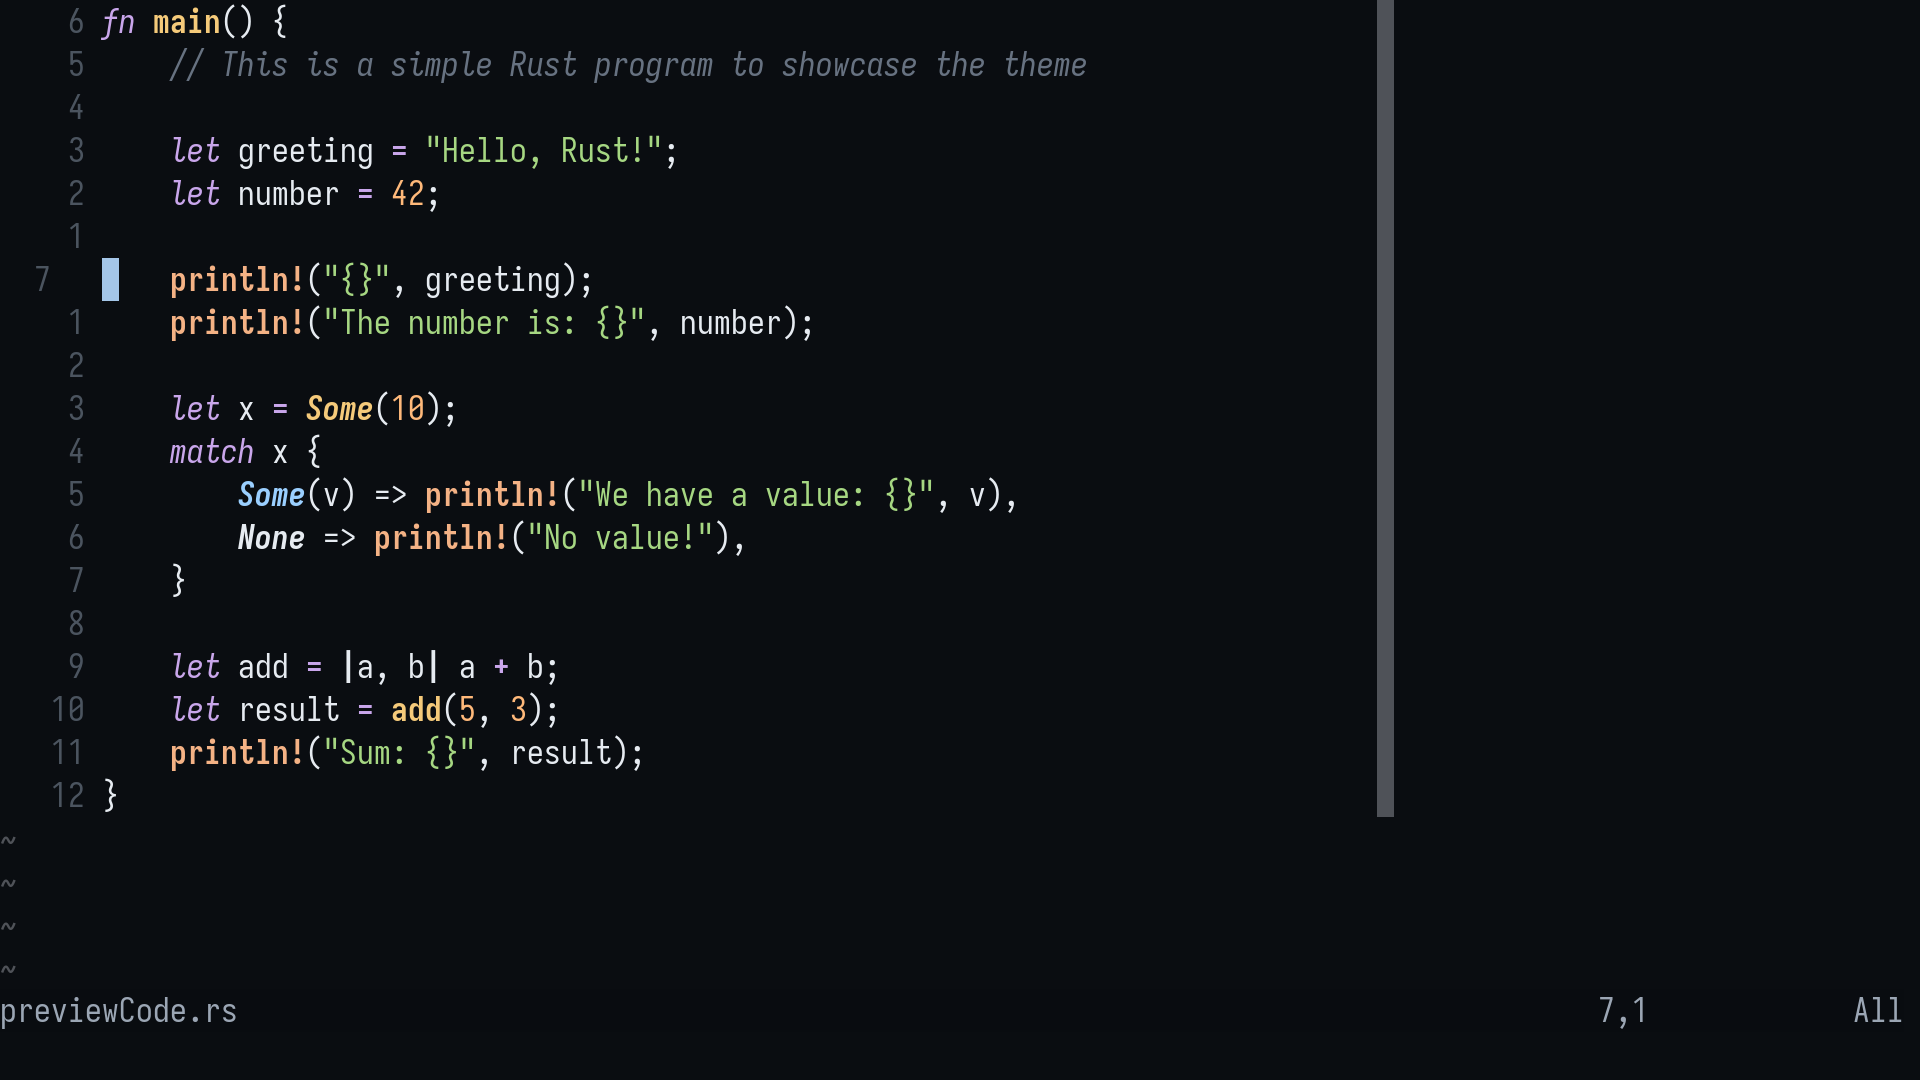 6 fn main() {
5     // This is a simple Rust program to showcase the theme
4
3     let greeting = "Hello, Rust!";
2     let number = 42;
1
7     println!("{}", greeting);
1     println!("The number is: {}", number);
2
3     let x = Some(10);
4     match x {
5         Some(v) => println!("We have a value: {}", v),
6         None => println!("No value!"),
7     }
8
9     let add = |a, b| a + b;
10     let result = add(5, 3);
11     println!("Sum: {}", result);
12 }
~
~
~
~
previewCode.rs 7,1 All